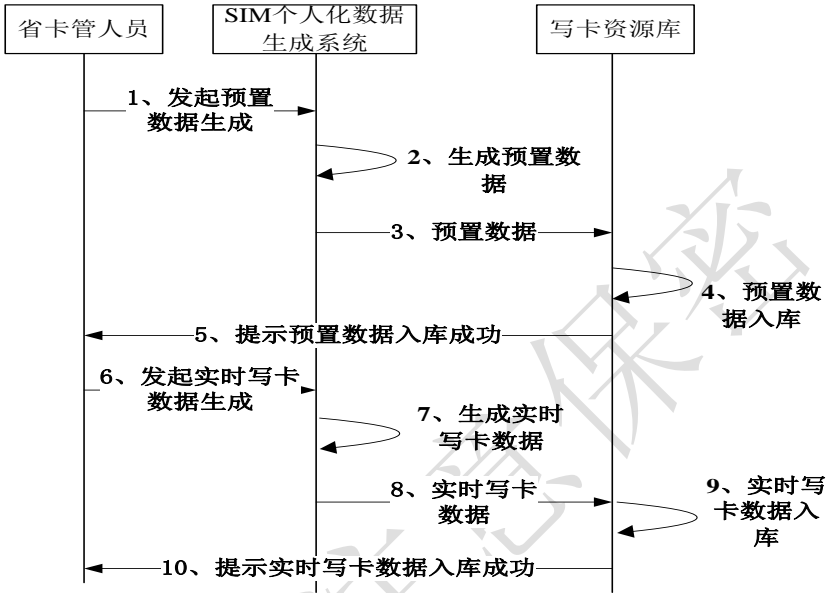 省卡管人员
SIM个人化数据
生成系统
写卡资源库
1、发起预置
数据生成
2、生成预置数
据
3、预置数据
4、预置数
据入库
5、提示预置数据入库成功
6、发起实时写卡
数据生成
7、生成实时
写卡数据
8、实时写卡
数据
9、实时写
卡数据入
库
10、提示实时写卡数据入库成功
意保密